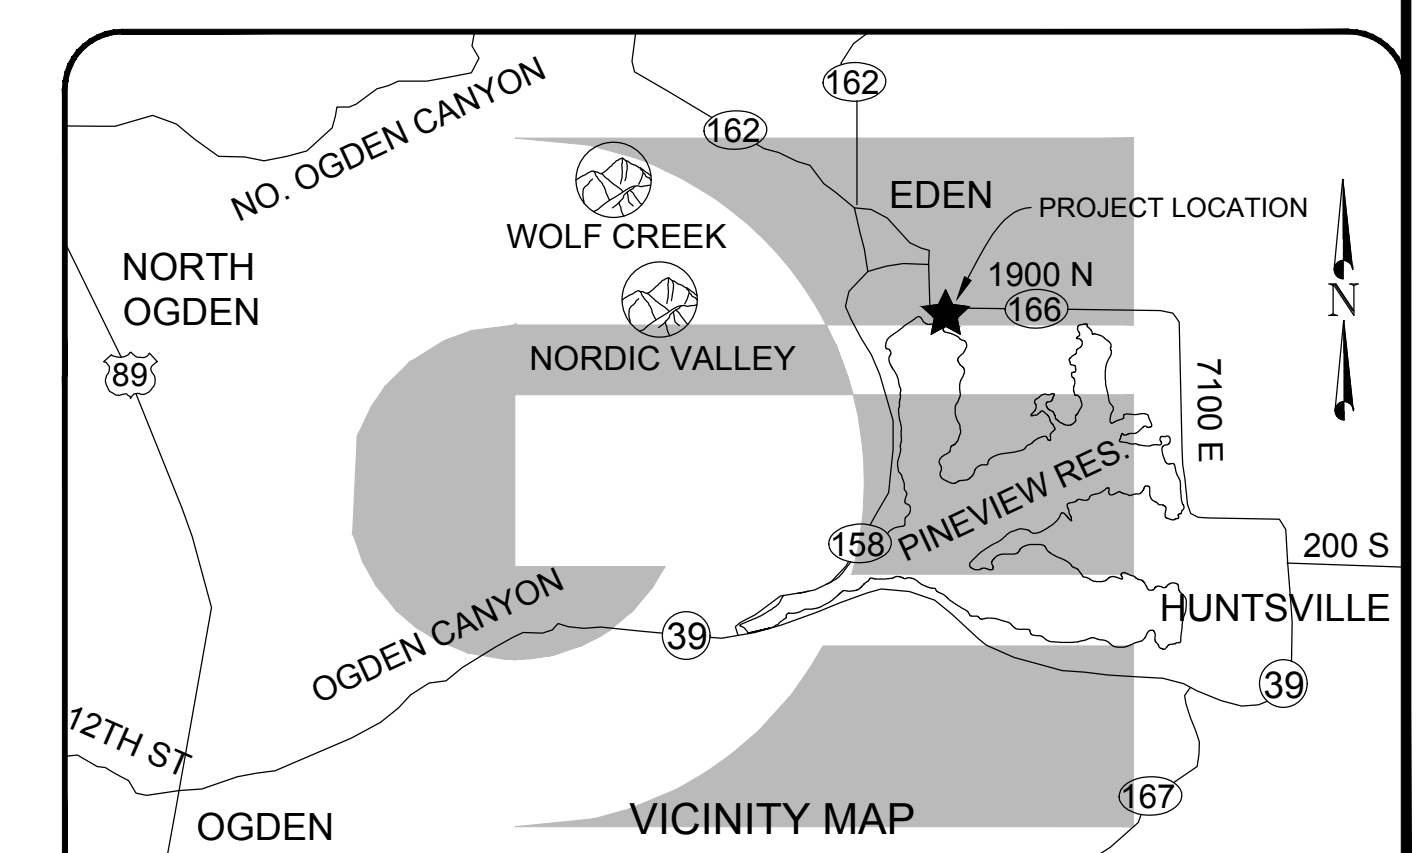 162
NO. OGDEN CANYON
162
EDEN
PROJECT LOCATION
WOLF CREEK
NORTH
OGDEN
1900 N
166
N
NORDIC VALLEY
89
7100 E
PINEVIEW RES.
158
200 S
OGDEN CANYON
HUNTSVILLE
39
39
12TH ST
167
OGDEN
VICINITY MAP